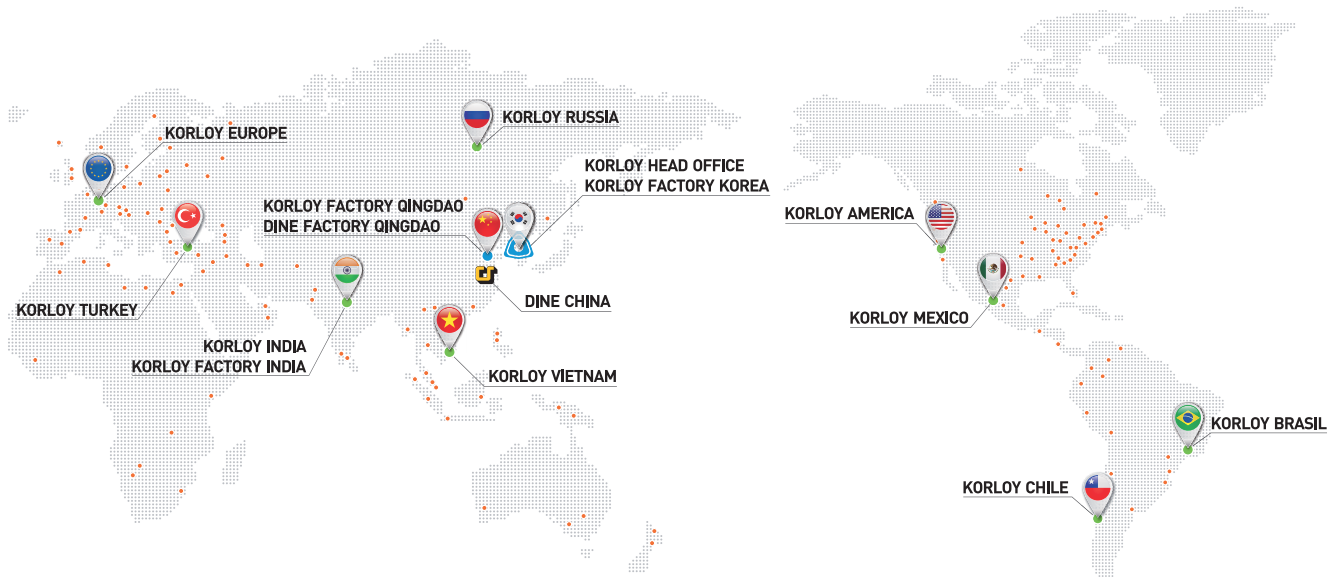 KORLOY RUSSIA
KORLOY EUROPE
KORLOY HEAD OFFICE
KORLOY FACTORY KOREA
KORLOY FACTORY QINGDAO
DINE FACTORY QINGDAO
KORLOY AMERICA
DINE CHINA
KORLOY TURKEY
KORLOY MEXICO
KORLOY INDIA
KORLOY FACTORY INDIA
KORLOY VIETNAM
KORLOY BRASIL
KORLOY CHILE